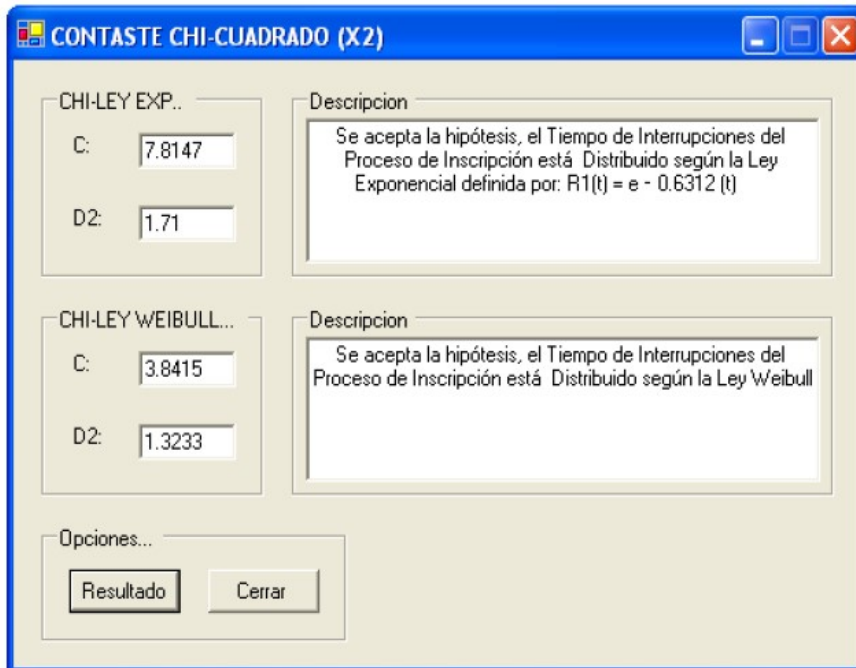 CONTASTE CHI-CUADRADO (X2)
CHI-LEY EXP..
C: 7.8147
D2: 1.71
Descripcion
Se acepta la hipótesis, el Tiempo de Interrupciones del
Proceso de Inscripción está Distribuido según la Ley
Exponencial definida por: R1(t) = e - 0.6312 (t)
CHI-LEY WEIBULL...
C: 3.8415
D2: 1.3233
Descripcion
Se acepta la hipótesis, el Tiempo de Interrupciones del
Proceso de Inscripción está Distribuido según la Ley Weibull
Opciones...
Resultado
Cerrar